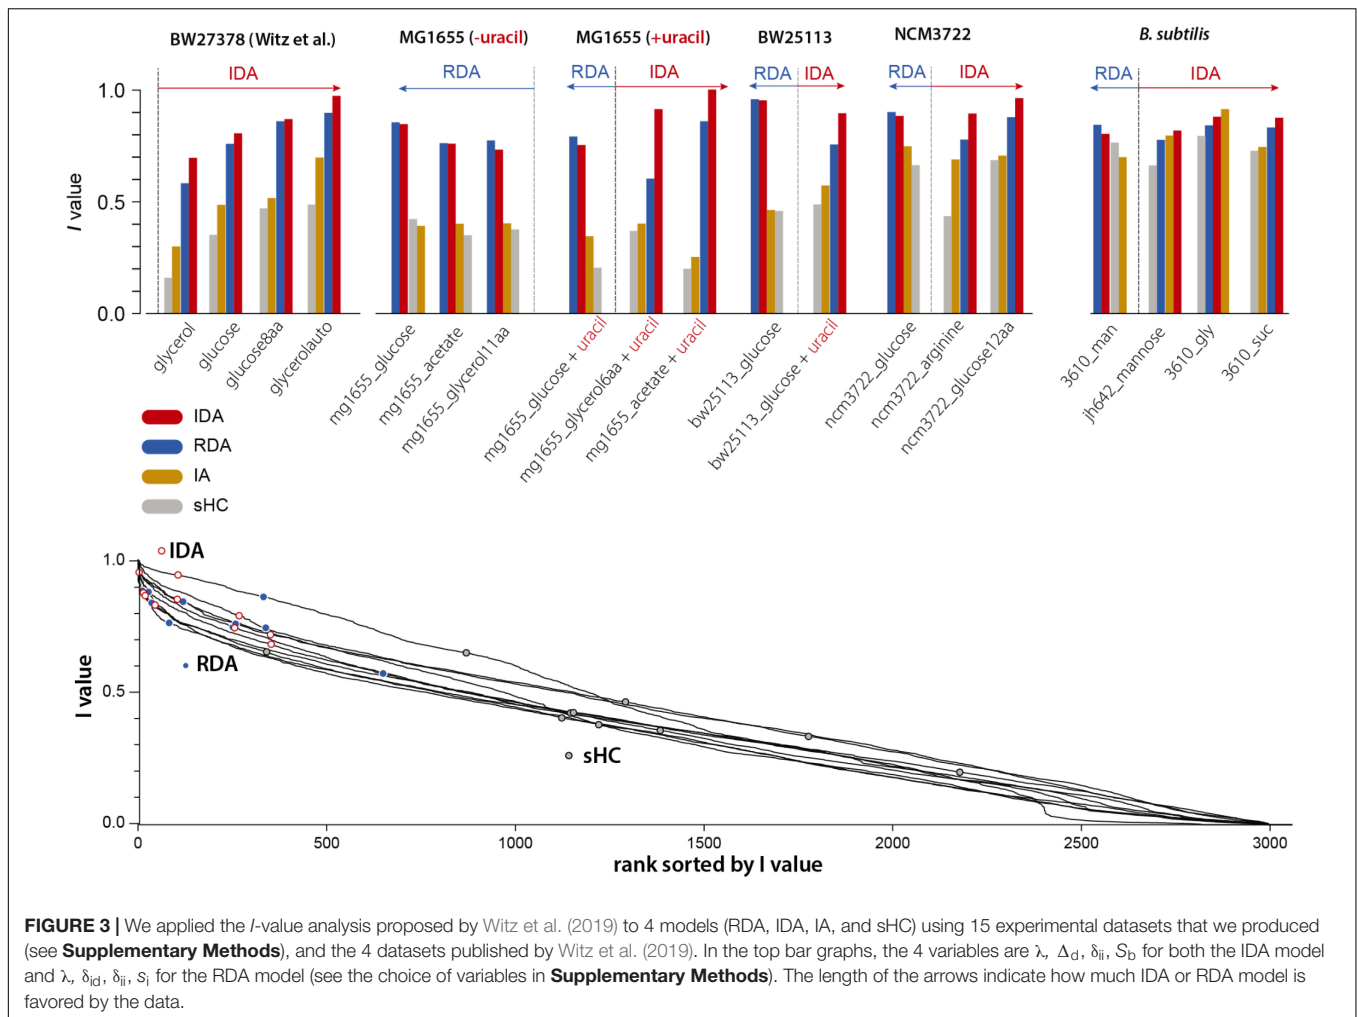 BW27378 (Witz et al.)
MG1655 (-uracil)
MG1655 (+uracil)
BW25113
NCM3722
B. subtilis
IDA
RDA
RDA
IDA
RDA
IDA
RDA
IDA
RDA
IDA
I value
1.0
0.5
0.0
glycerol
glucose
glucose8aa
glycerolauto
mg1655_glucose
mg1655_acetate
mg1655_glycerol11aa
mg1655_glucose + uracil
mg1655_glycerol6aa + uracil
mg1655_acetate + uracil
bw25113_glucose
bw25113_glucose + uracil
ncm3722_glucose
ncm3722_arginine
ncm3722_glucose12aa
3610_man
jh642_mannose
3610_gly
3610_suc
IDA
RDA
IA
sHC
I value
1.0
0.5
0.0
IDA
RDA
sHC
0
500
1000
1500
2000
2500
3000
rank sorted by I value
FIGURE 3 | We applied the I-value analysis proposed by Witz et al. (2019) to 4 models (RDA, IDA, IA, and sHC) using 15 experimental datasets that we produced
(see Supplementary Methods), and the 4 datasets published by Witz et al. (2019). In the top bar graphs, the 4 variables are λ, Δd, δii, Sb for both the IDA model
and λ, δid, δii, si for the RDA model (see the choice of variables in Supplementary Methods). The length of the arrows indicate how much IDA or RDA model is
favored by the data.